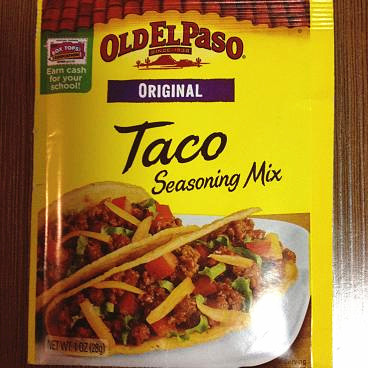 OLD EL PASO
SINCE 1938
BOX TOPS!
Earn cash
for your
school!
ORIGINAL
Taco
Seasoning Mix
NET WT. 1 OZ (28g)